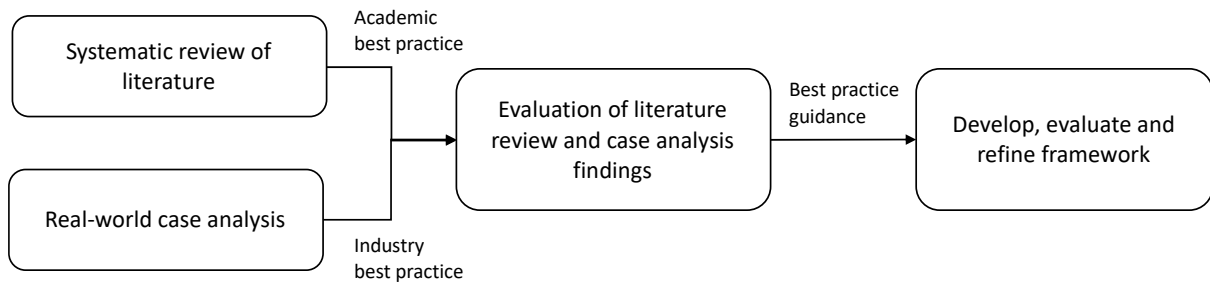 Systematic review of
literature
Academic
best practice
Real-world case analysis
Industry
best practice
Evaluation of literature
review and case analysis
findings
Best practice
guidance
Develop, evaluate and
refine framework